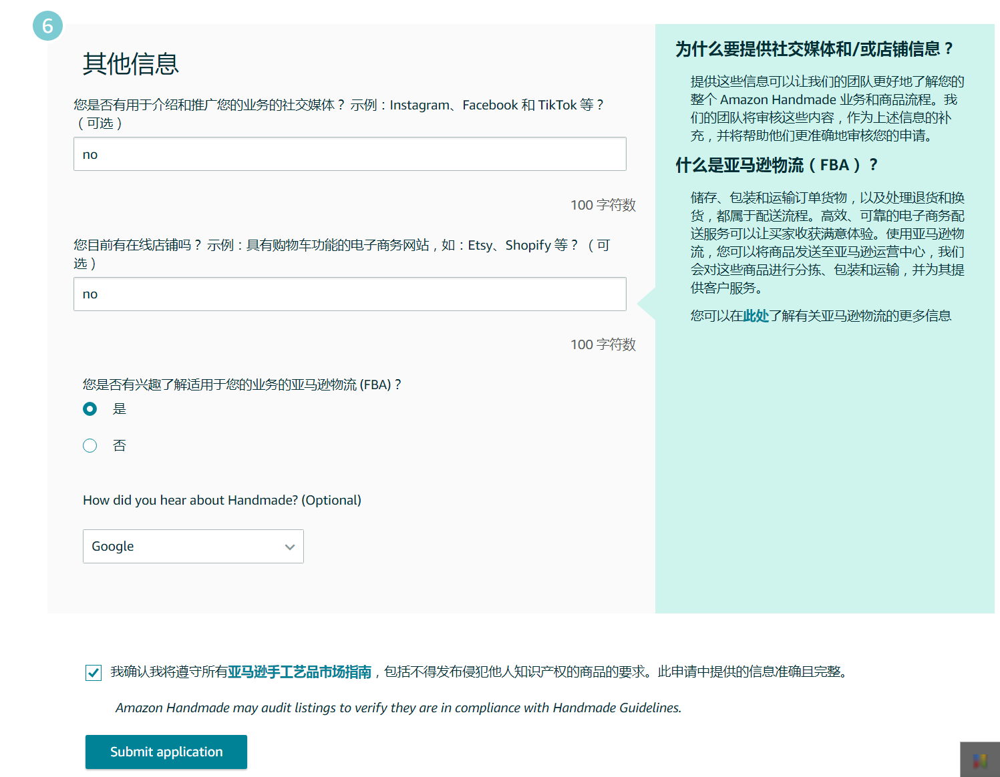 6
其他信息
您是否有用于介绍和推广您的业务的社交媒体？ 示例：Instagram、Facebook 和 TikTok 等？
（可选）
no
100 字符数
您目前有在线店铺吗？ 示例：具有购物车功能的电子商务网站，如：Etsy、Shopify 等？ （可
选）
no
100 字符数
您是否有兴趣了解适用于您的业务的亚马逊物流 (FBA)？
是
否
How did you hear about Handmade? (Optional)
Google
为什么要提供社交媒体和/或店铺信息？
提供这些信息可以让我们的团队更好地了解您的
整个 Amazon Handmade 业务和商品流程。我
们的团队将审核这些内容，作为上述信息的补
充，并将帮助他们更准确地审核您的申请。
什么是亚马逊物流（FBA）？
储存、包装和运输订单货物，以及处理退货和换
货，都属于配送流程。高效、可靠的电子商务配
送服务可以让买家收获满意体验。使用亚马逊物
流，您可以将商品发送至亚马逊运营中心，我们
会对这些商品进行分拣、包装和运输，并为其提
供客户服务。
您可以在此处了解有关亚马逊物流的更多信息
我确认我将遵守所有亚马逊手工艺品市场指南，包括不得发布侵犯他人知识产权的商品的要求。此申请中提供的信息准确且完整。
Amazon Handmade may audit listings to verify they are in compliance with Handmade Guidelines.
Submit application